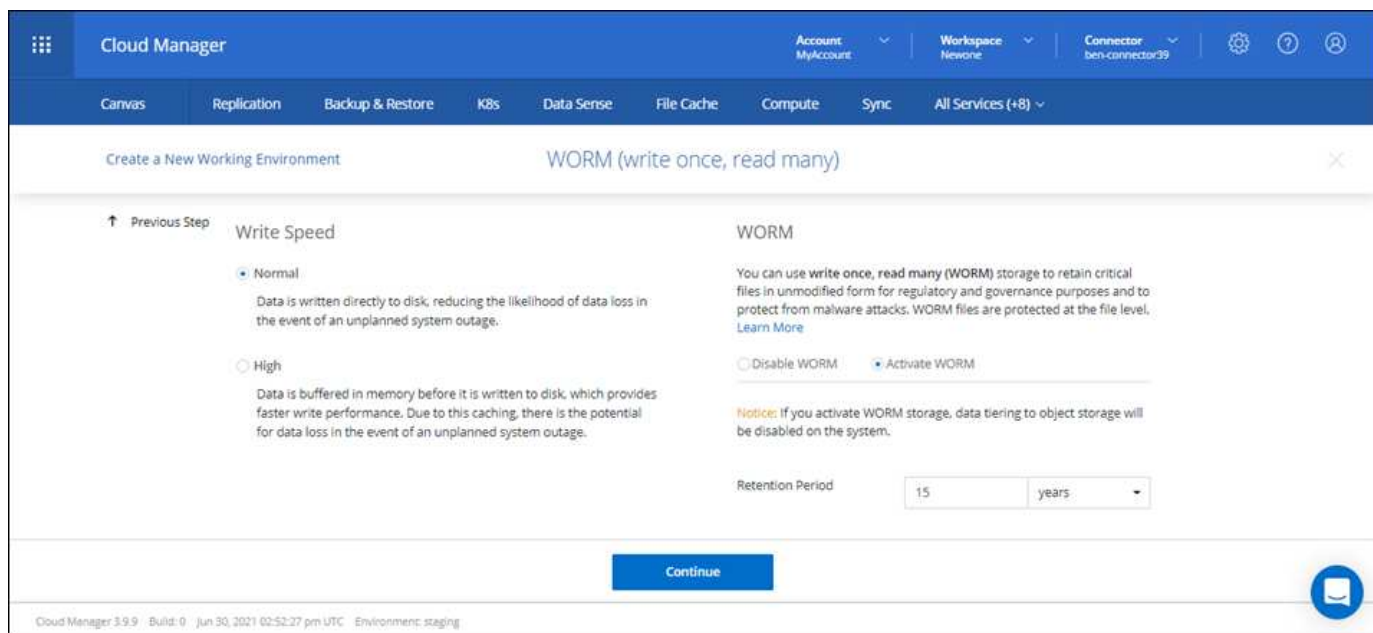 Cloud Manager
Account
MyAccount
Workspace
Newone
Connector
ben-connector39
Canvas Replication Backup & Restore K8s Data Sense File Cache Compute Sync All Services (+8)
Create a New Working Environment
WORM (write once, read many)
↑ Previous Step
Write Speed
Normal
Data is written directly to disk, reducing the likelihood of data loss in
the event of an unplanned system outage.
High
Data is buffered in memory before it is written to disk, which provides
faster write performance. Due to this caching, there is the potential
for data loss in the event of an unplanned system outage.
WORM
You can use write once, read many (WORM) storage to retain critical
files in unmodified form for regulatory and governance purposes and to
protect from malware attacks. WORM files are protected at the file level.
Learn More
Disable WORM Activate WORM
Notice: If you activate WORM storage, data tiering to object storage will
be disabled on the system.
Retention Period 15 years
Continue
Cloud Manager 3.9.9 Build: 0 Jun 30, 2021 02:52:27 pm UTC Environment: staging